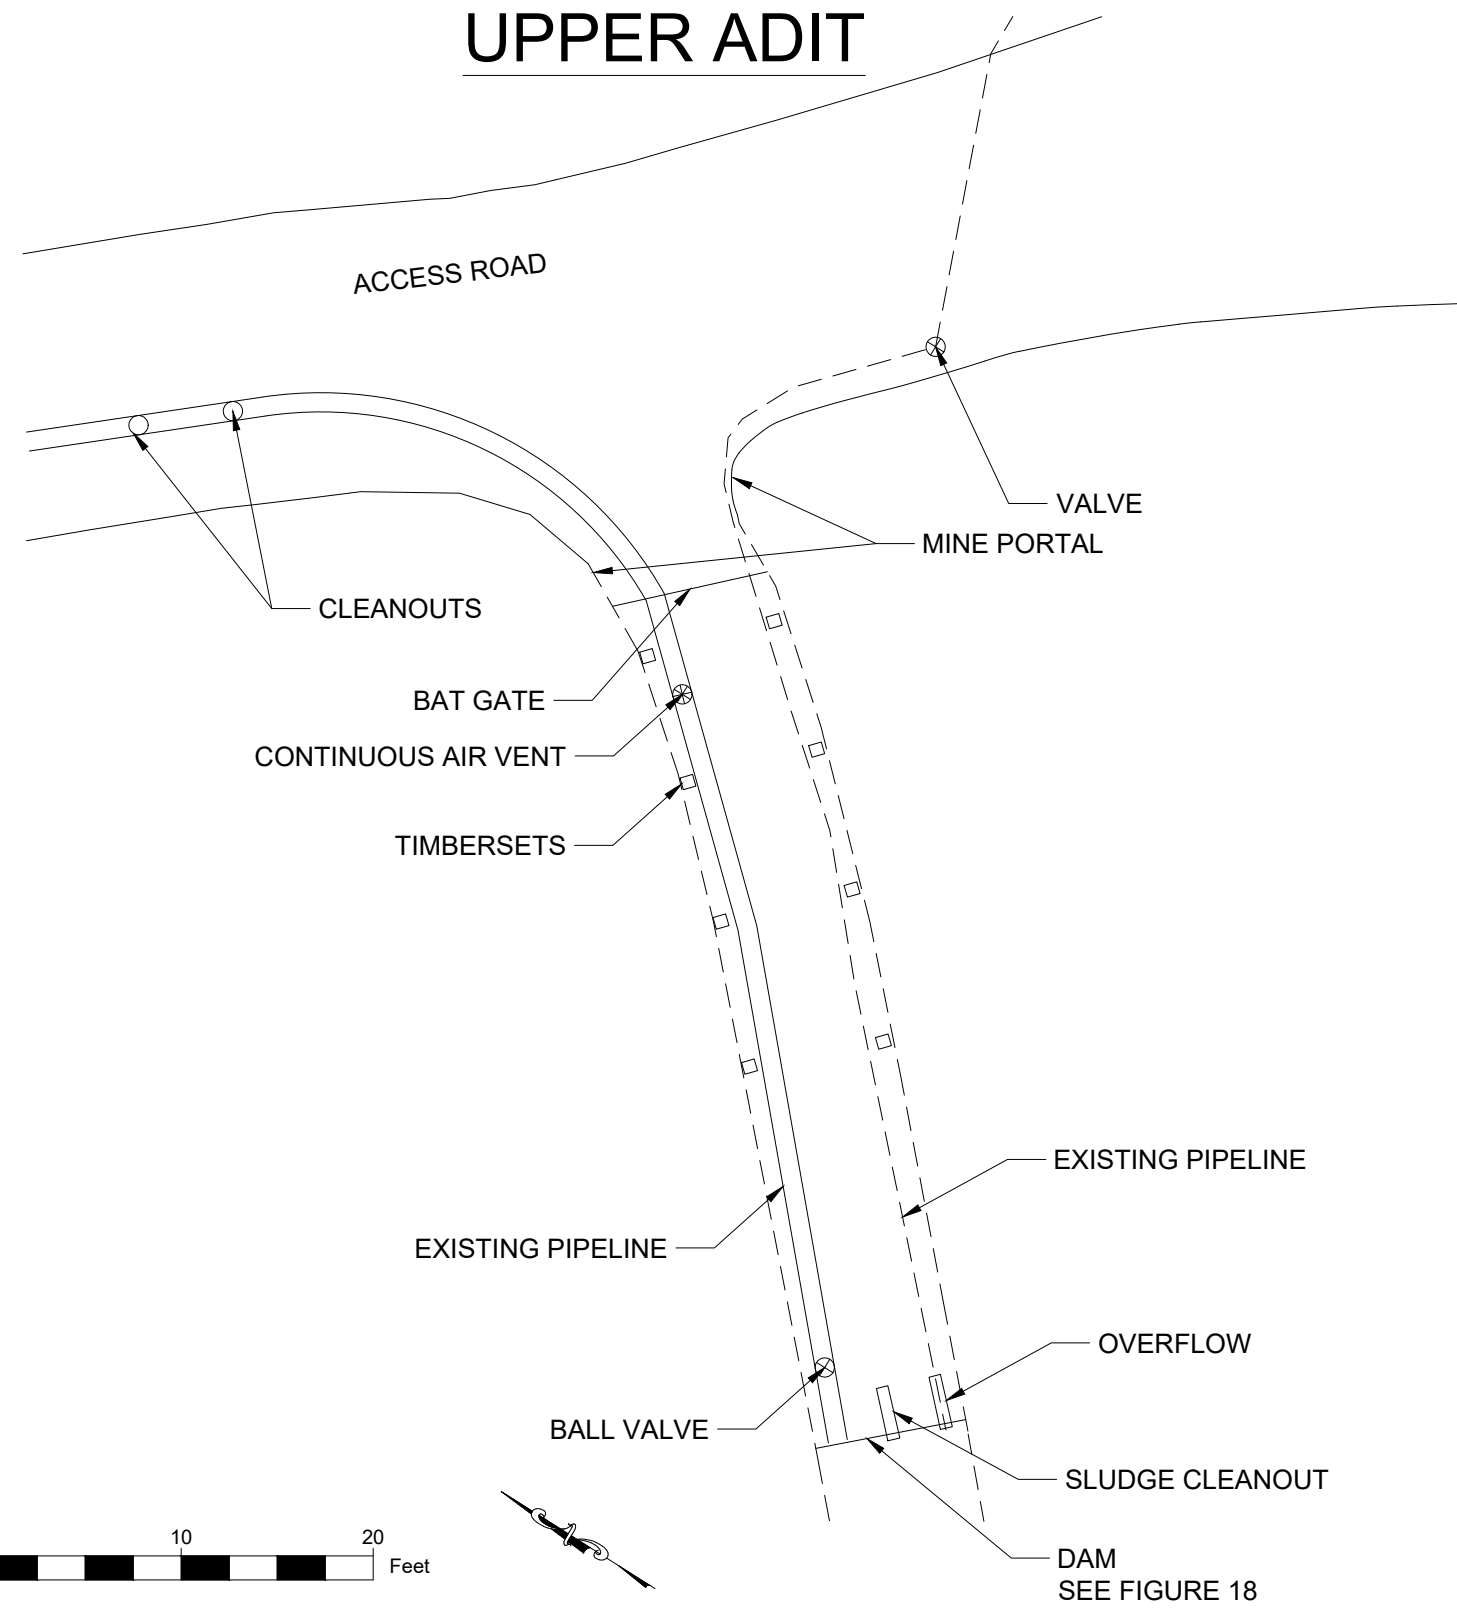 UPPER ADIT
ACCESS ROAD
VALVE
MINE PORTAL
CLEANOUTS
BAT GATE
CONTINUOUS AIR VENT
TIMBERSETS
EXISTING PIPELINE
EXISTING PIPELINE
OVERFLOW
BALL VALVE
SLUDGE CLEANOUT
10 20
Feet
DAM
SEE FIGURE 18